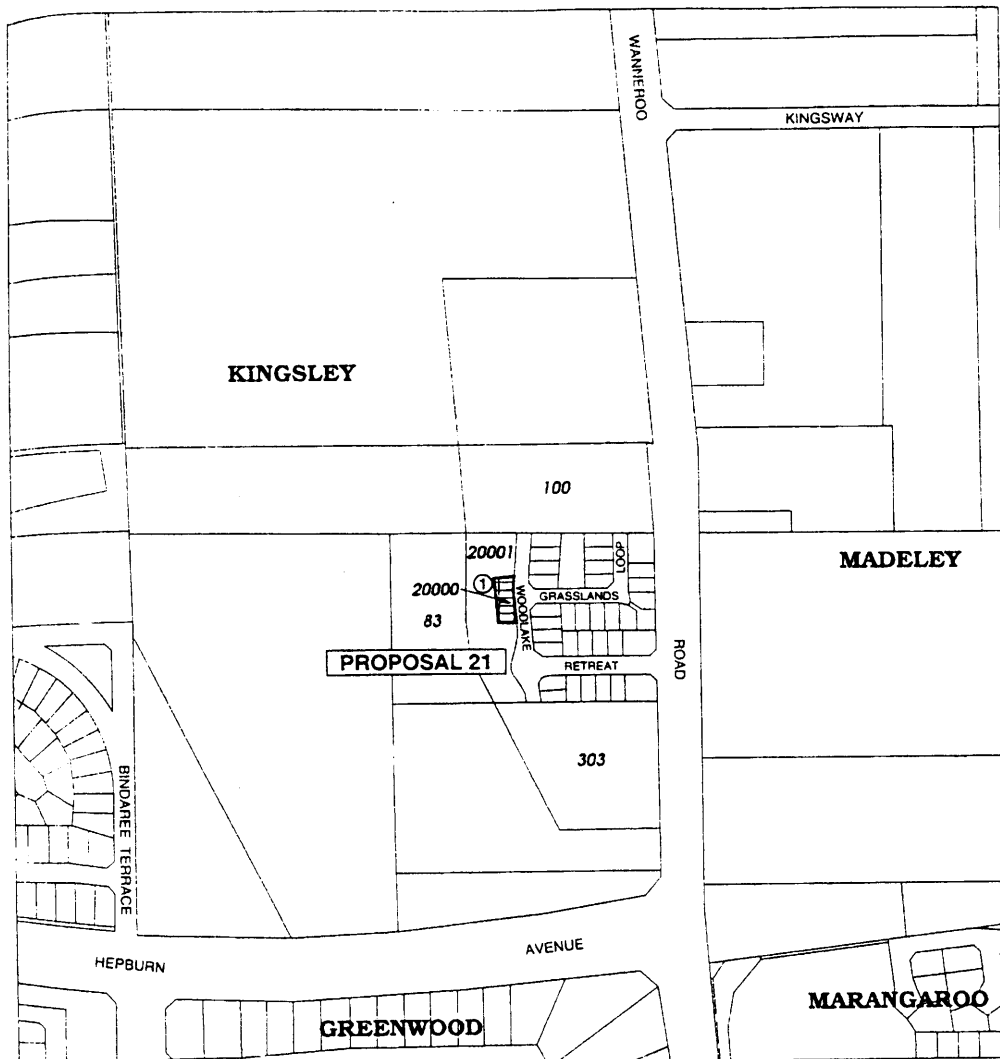 WANNEROO
KINGSWAY
KINGSLEY
100
20001
LOOP
MADELEY
1
20000
GRASSLANDS
WOODLAKE
83
PROPOSAL 21
RETREAT
ROAD
303
BINDAREE TERRACE
HEPBURN
AVENUE
MARANGAROO
GREENWOOD